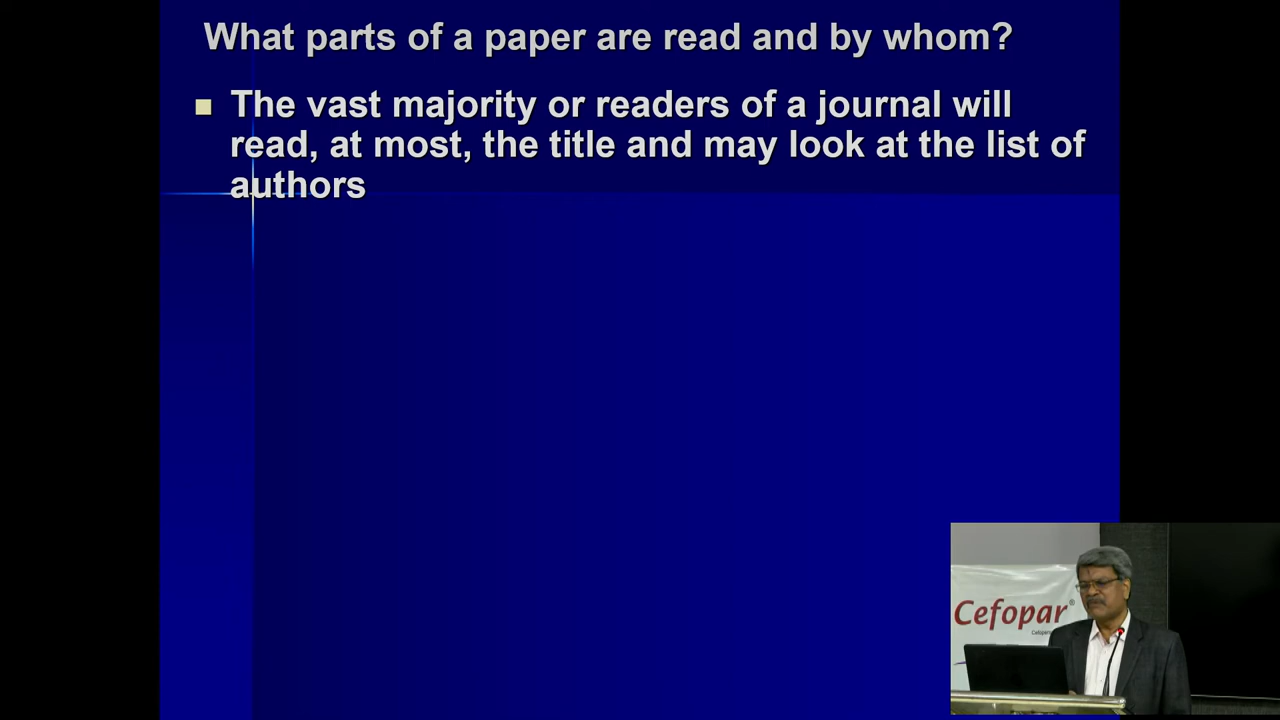 What parts of a paper are read and by whom?
The vast majority or readers of a journal will
read, at most, the title and may look at the list of
authors
Cefopar®